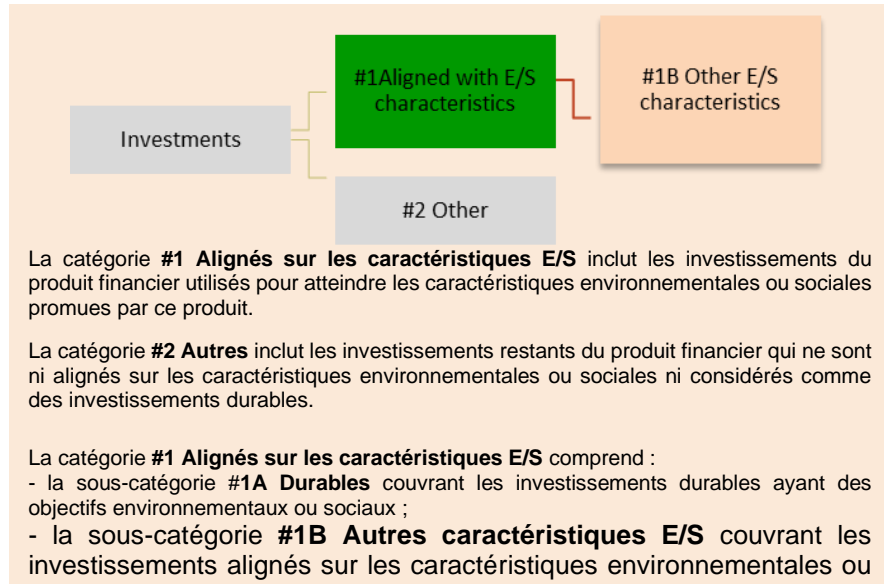 #1Aligned with E/S
characteristics
#1B Other E/S
characteristics
Investments
#2 Other
La catégorie #1 Alignés sur les caractéristiques E/S inclut les investissements du
produit financier utilisés pour atteindre les caractéristiques environnementales ou sociales
promues par ce produit.
La catégorie #2 Autres inclut les investissements restants du produit financier qui ne sont
ni alignés sur les caractéristiques environnementales ou sociales ni considérés comme
des investissements durables.
La catégorie #1 Alignés sur les caractéristiques E/S comprend :
- la sous-catégorie #1A Durables couvrant les investissements durables ayant des
objectifs environnementaux ou sociaux ;
- la sous-catégorie #1B Autres caractéristiques E/S couvrant les
investissements alignés sur les caractéristiques environnementales ou